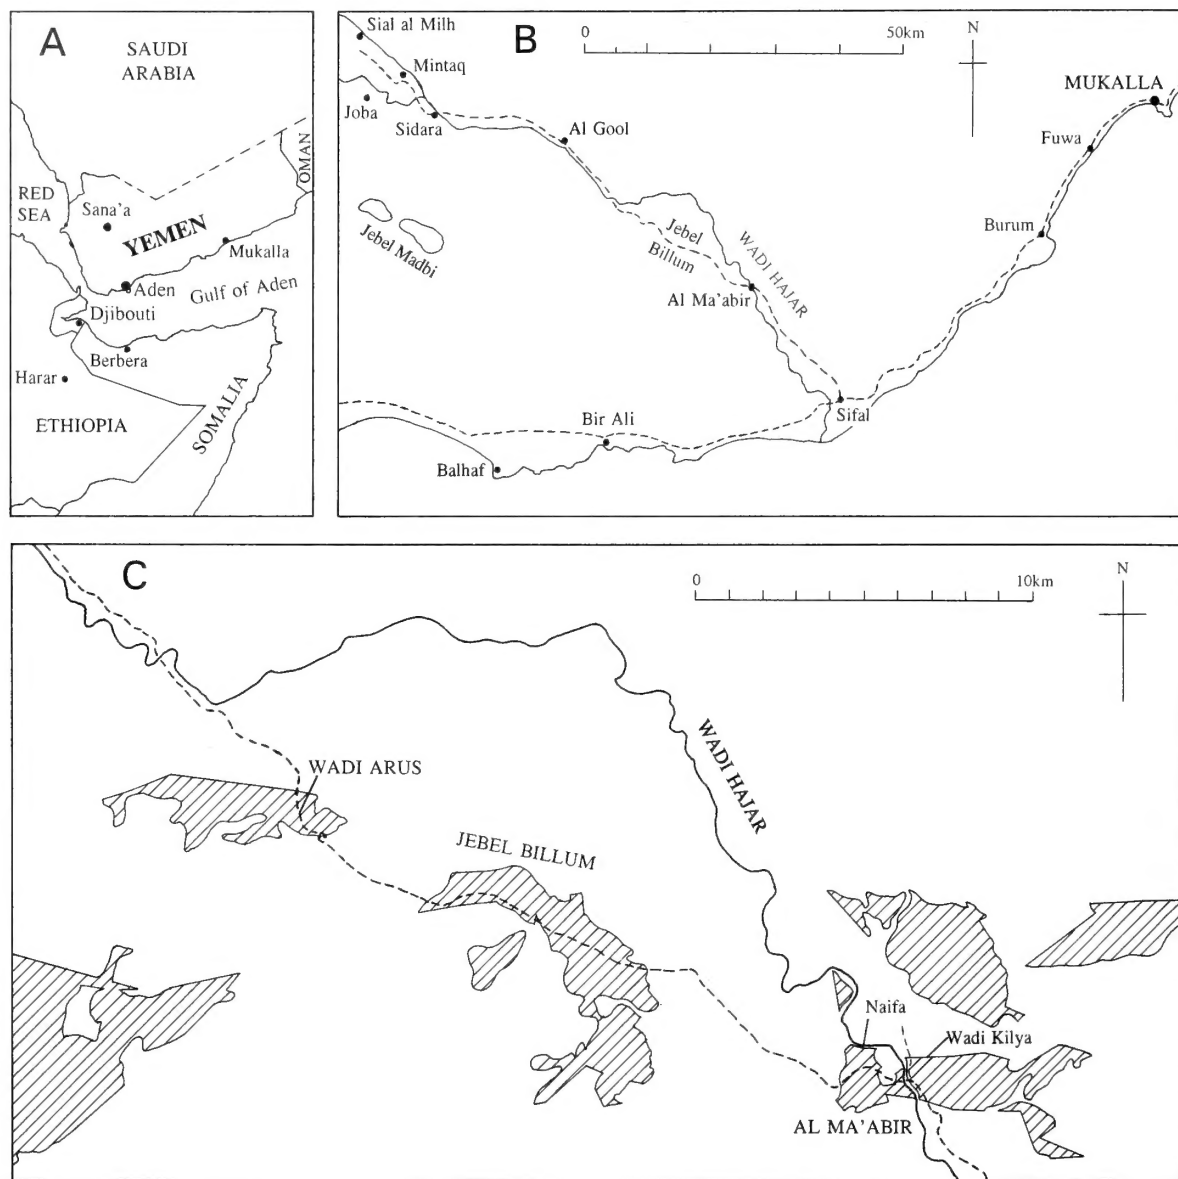 A
SAUDI
ARABIA
OMAN
RED
SEA
Sana'a
YEMEN
Mukalla
Aden
Gulf of Aden
Djibouti
Berbera
Harar
ETHIOPIA
SOMALIA
B
0
50km
N
Sial al Milh
Mintaq
MUKALLA
Joba
Sidara
Al Gool
Fuwa
Jebel Madbi
Jebel
Billum
WADI HAJAR
Burum
Al Ma'abir
Bir Ali
Sifal
Balhaf
C
0
10km
N
WADI ARUS
WADI HAJAR
JEBEL BILLUM
Naifa
Wadi Kilya
AL MA'ABIR